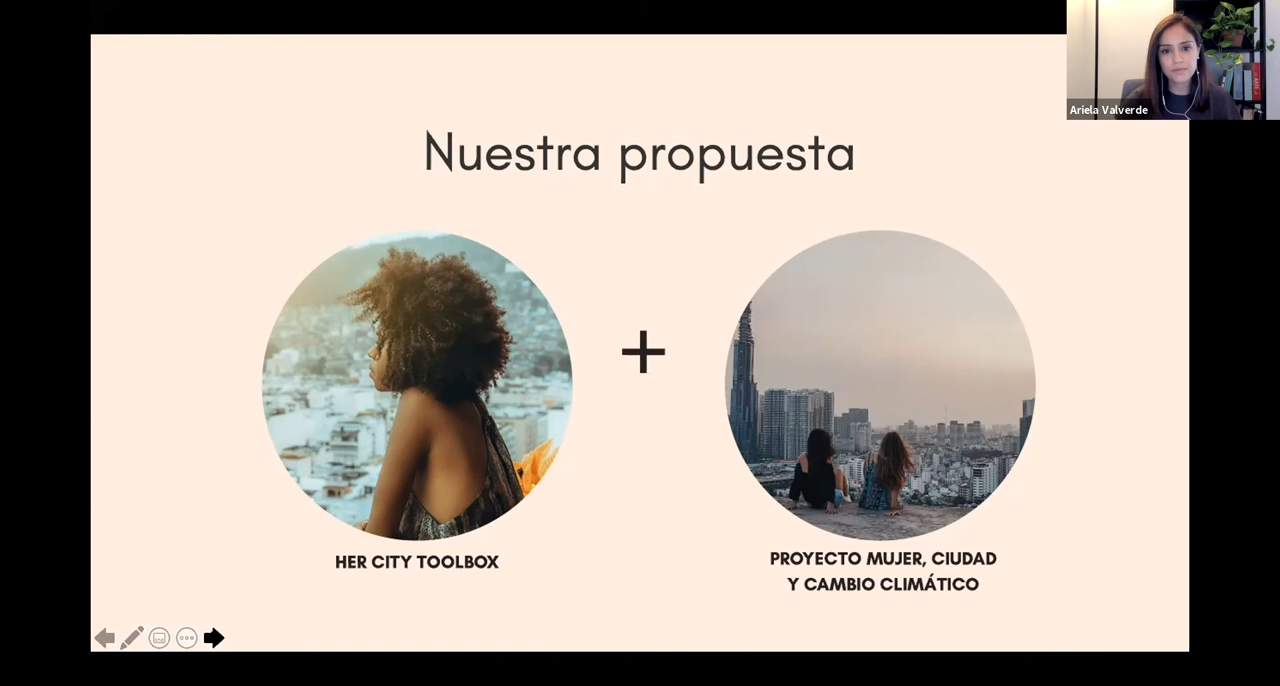 Ariela Valverde
Nuestra propuesta
+
HER CITY TOOLBOX
PROYECTO MUJER, CIUDAD
Y CAMBIO CLIMÁTICO